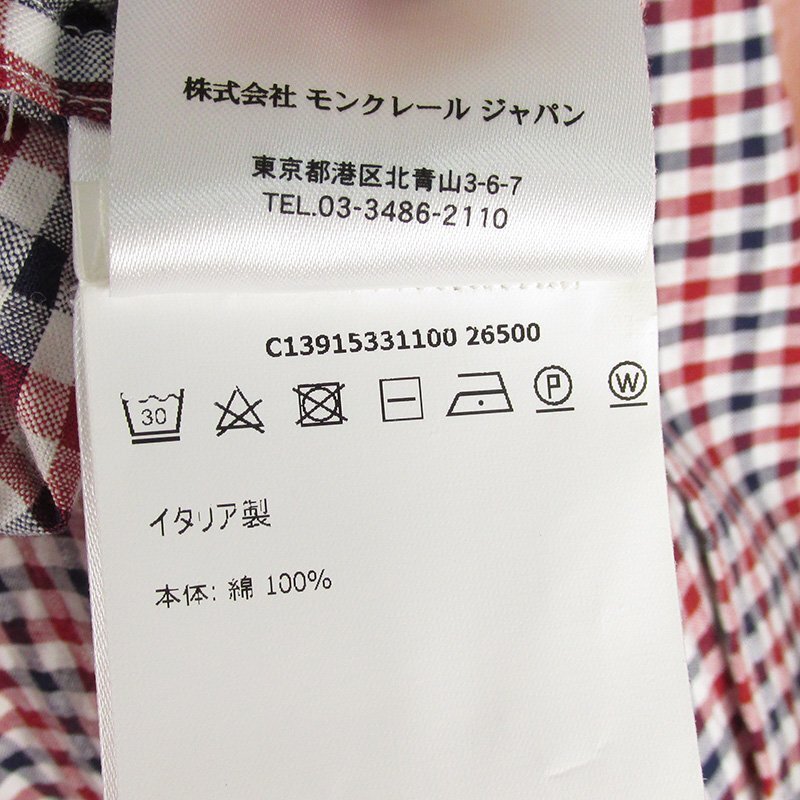 株式会社 モンクレール ジャパン
東京都港区北青山3-6-7
TEL.03-3486-2110
C13915331100 26500
30 P W
イタリア製
本体: 綿 100%